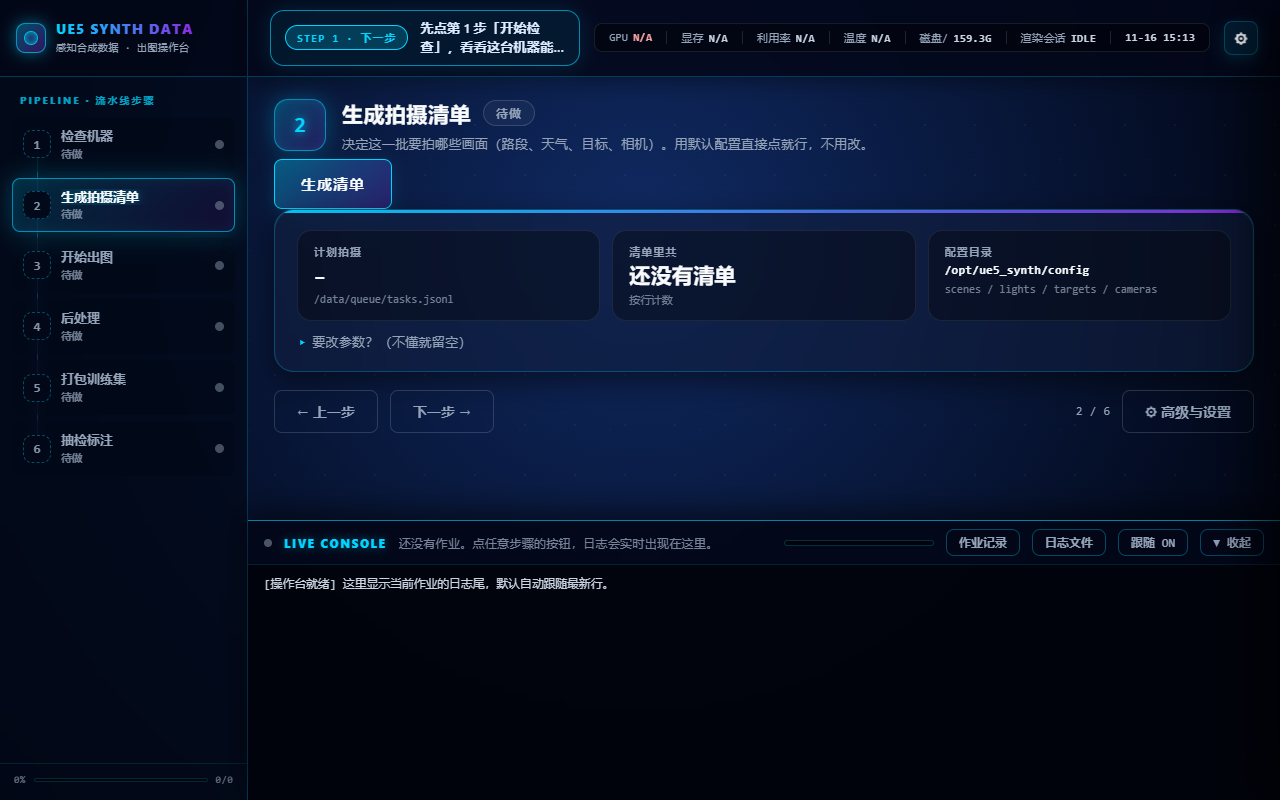 UE5 SYNTH DATA
感知合成数据 · 出图操作台
STEP 1 · 下一步
先点第 1 步「开始检
查」，看看这台机器能…
GPU N/A
显存 N/A
利用率 N/A
温度 N/A
磁盘/ 159.3G
渲染会话 IDLE
11-16 15:13
PIPELINE · 流水线步骤
1
检查机器
待做
2
生成拍摄清单
待做
3
开始出图
待做
4
后处理
待做
5
打包训练集
待做
6
抽检标注
待做
0%
0/0
2
生成拍摄清单
待做
决定这一批要拍哪些画面（路段、天气、目标、相机）。用默认配置直接点就行，不用改。
生成清单
计划拍摄
—
/data/queue/tasks.jsonl
清单里共
还没有清单
按行计数
配置目录
/opt/ue5_synth/config
scenes / lights / targets / cameras
▸ 要改参数？（不懂就留空）
← 上一步
下一步 →
2 / 6
⚙ 高级与设置
LIVE CONSOLE
还没有作业。点任意步骤的按钮，日志会实时出现在这里。
作业记录
日志文件
跟随 ON
▼ 收起
[操作台就绪] 这里显示当前作业的日志尾，默认自动跟随最新行。